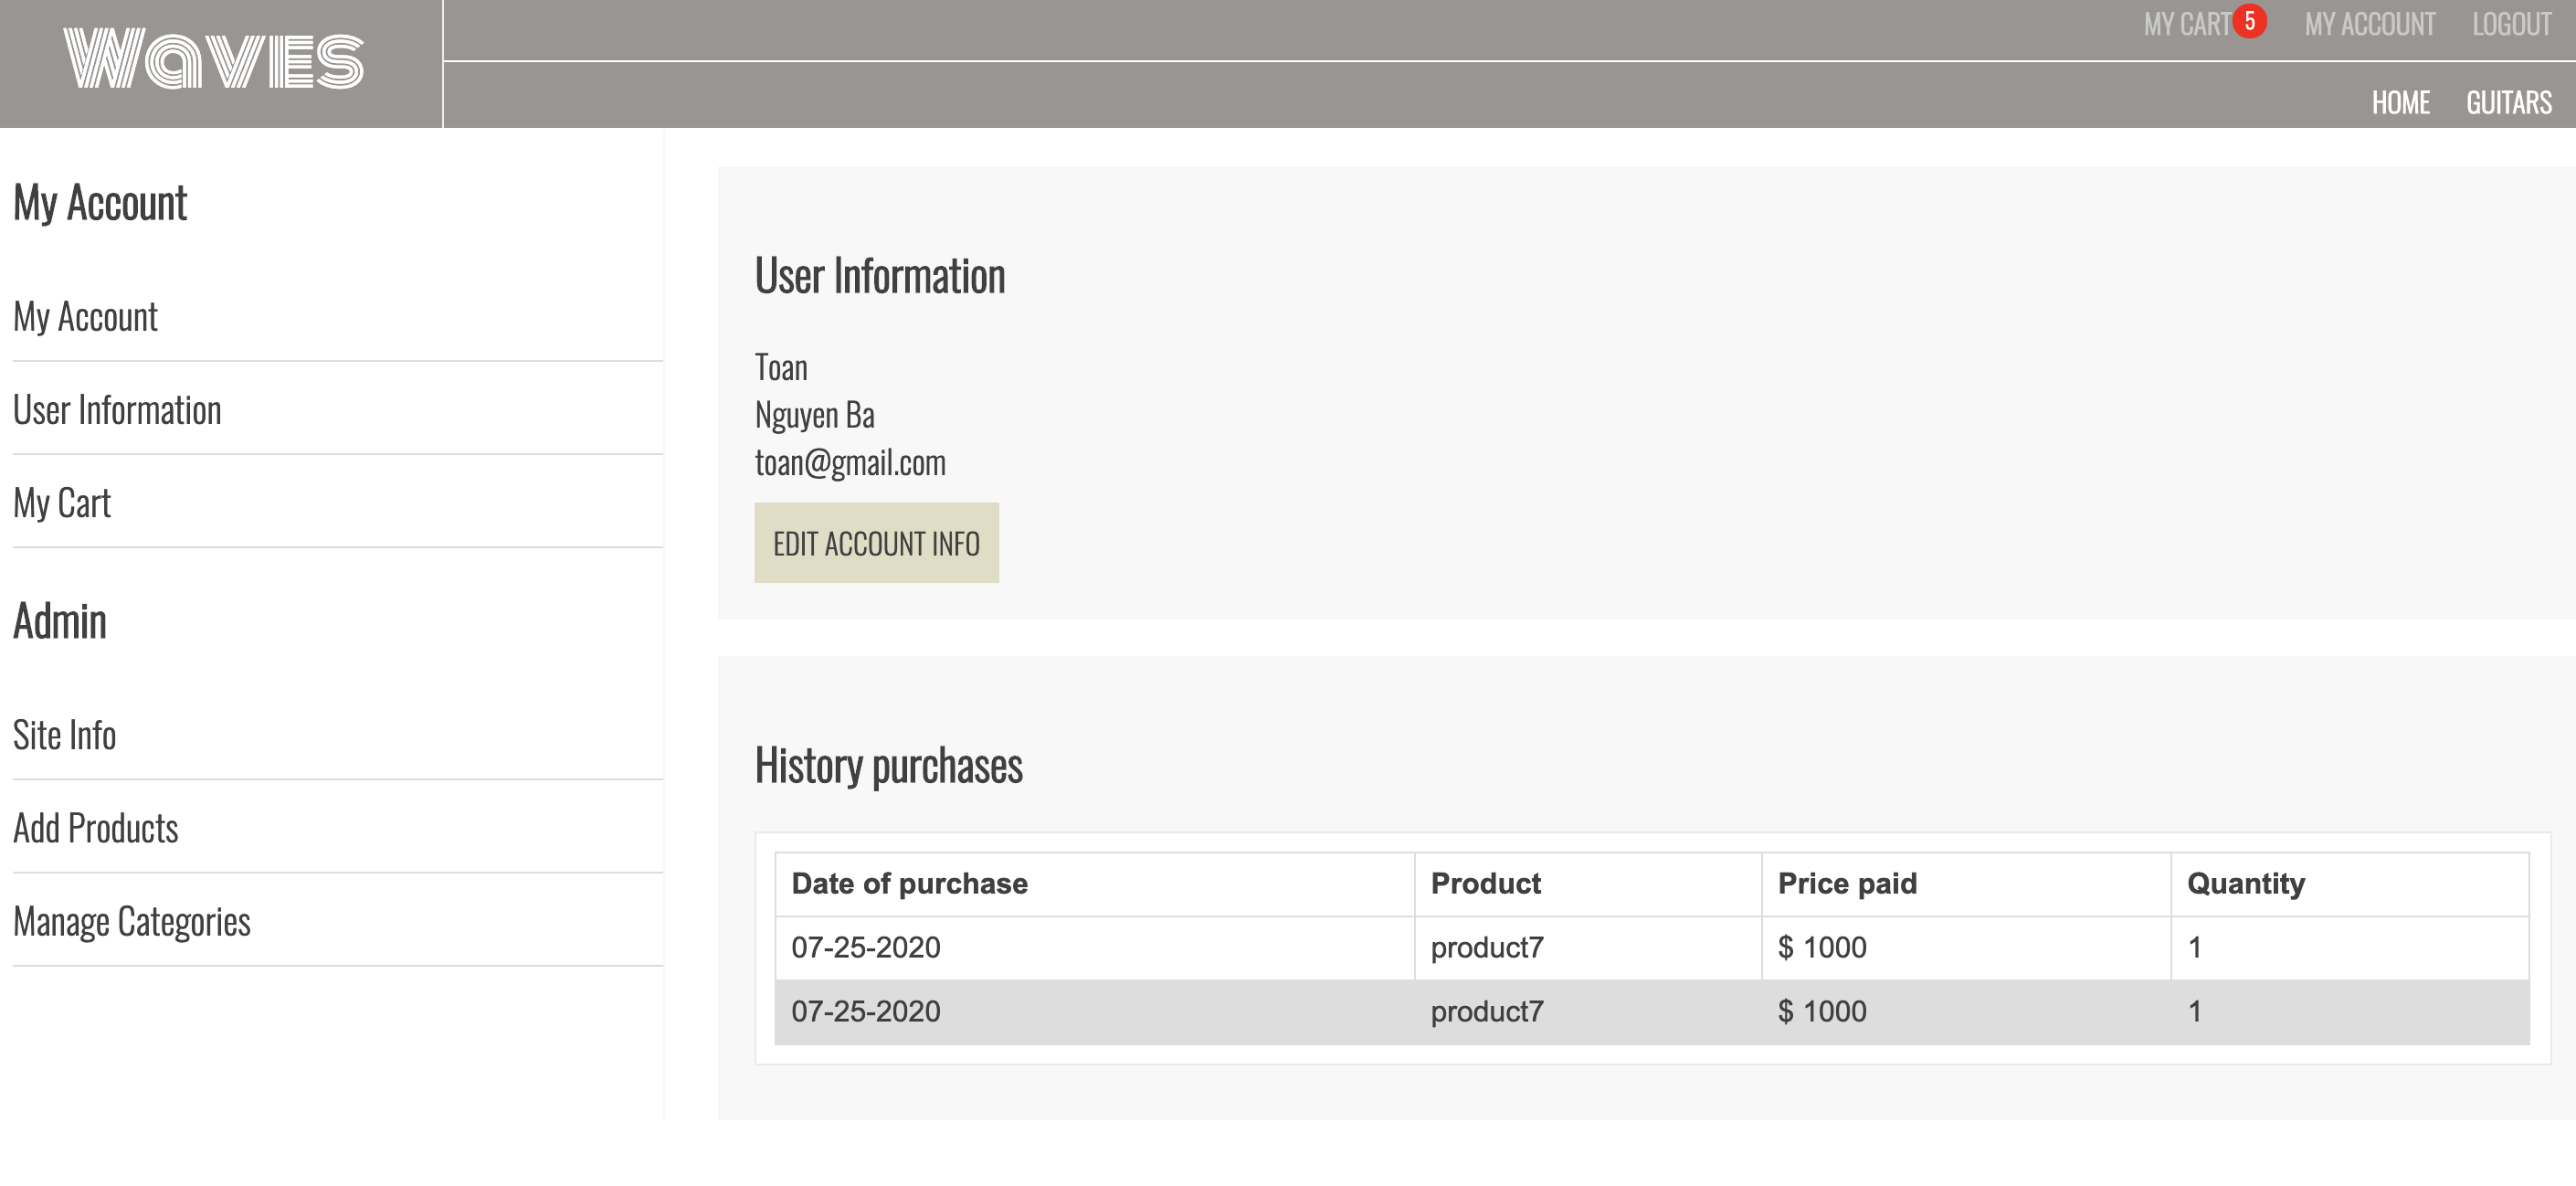 Waves
MY CART 5 MY ACCOUNT LOGOUT
HOME GUITARS
My Account
My Account
User Information
My Cart
Admin
Site Info
Add Products
Manage Categories
User Information
Toan
Nguyen Ba
toan@gmail.com
EDIT ACCOUNT INFO
History purchases
Date of purchase Product Price paid Quantity
07-25-2020 product7 $ 1000 1
07-25-2020 product7 $ 1000 1